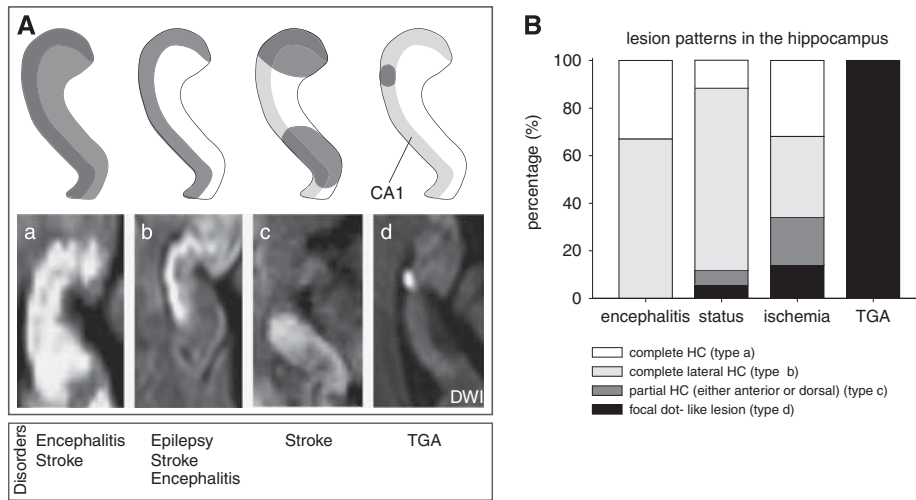 A
CA1
a
b
c
d
DWI
Disorders
Encephalitis
Stroke
Epilepsy
Stroke
Encephalitis
Stroke
TGA
B
lesion patterns in the hippocampus
percentage (%)
100
80
60
40
20
0
encephalitis status ischemia TGA
complete HC (type a)
complete lateral HC (type b)
partial HC (either anterior or dorsal) (type c)
focal dot- like lesion (type d)